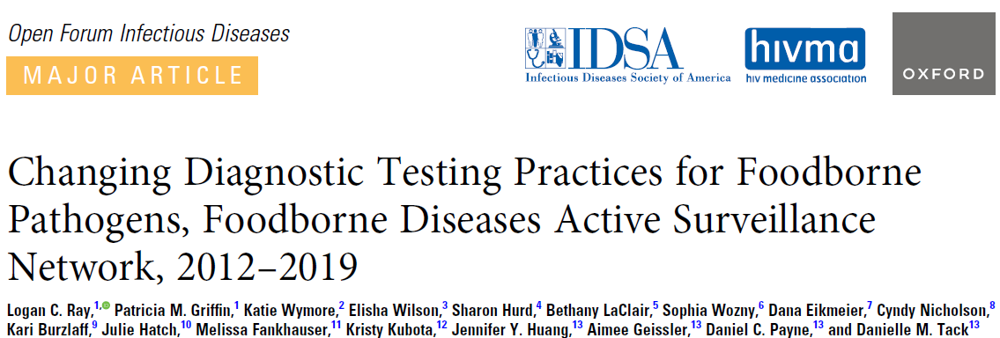 Open Forum Infectious Diseases
MAJOR ARTICLE
IDSA
Infectious Diseases Society of America
hivma
hiv medicine association
OXFORD
Changing Diagnostic Testing Practices for Foodborne
Pathogens, Foodborne Diseases Active Surveillance
Network, 2012–2019
Logan C. Ray,1, Patricia M. Griffin,1 Katie Wymore,2 Elisha Wilson,3 Sharon Hurd,4 Bethany LaClair,5 Sophia Wozny,6 Dana Eikmeier,7 Cyndy Nicholson,8
Kari Burzlaff,9 Julie Hatch,10 Melissa Fankhauser,11 Kristy Kubota,12 Jennifer Y. Huang,13 Aimee Geissler,13 Daniel C. Payne,13 and Danielle M. Tack13